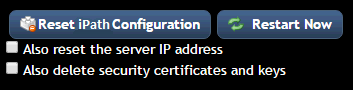 Reset iPath Configuration Restart Now
Also reset the server IP address
Also delete security certificates and keys